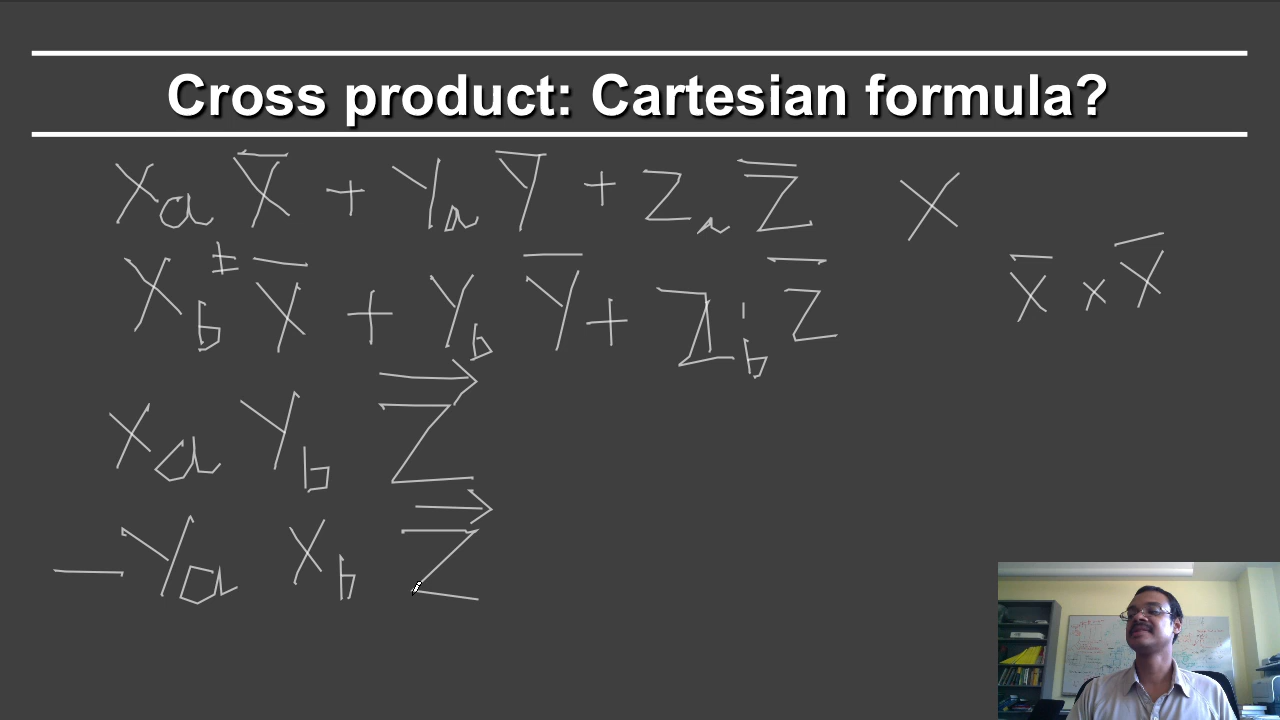 Cross product: Cartesian formula?
Xa X̅ + Ya Y̅ + Za Z̅ X
Xb ± X̅ + Yb Y̅ + Zb Z̅
X̅ × X̅
Xa Yb Z⃗
− Ya Xb Z⃗